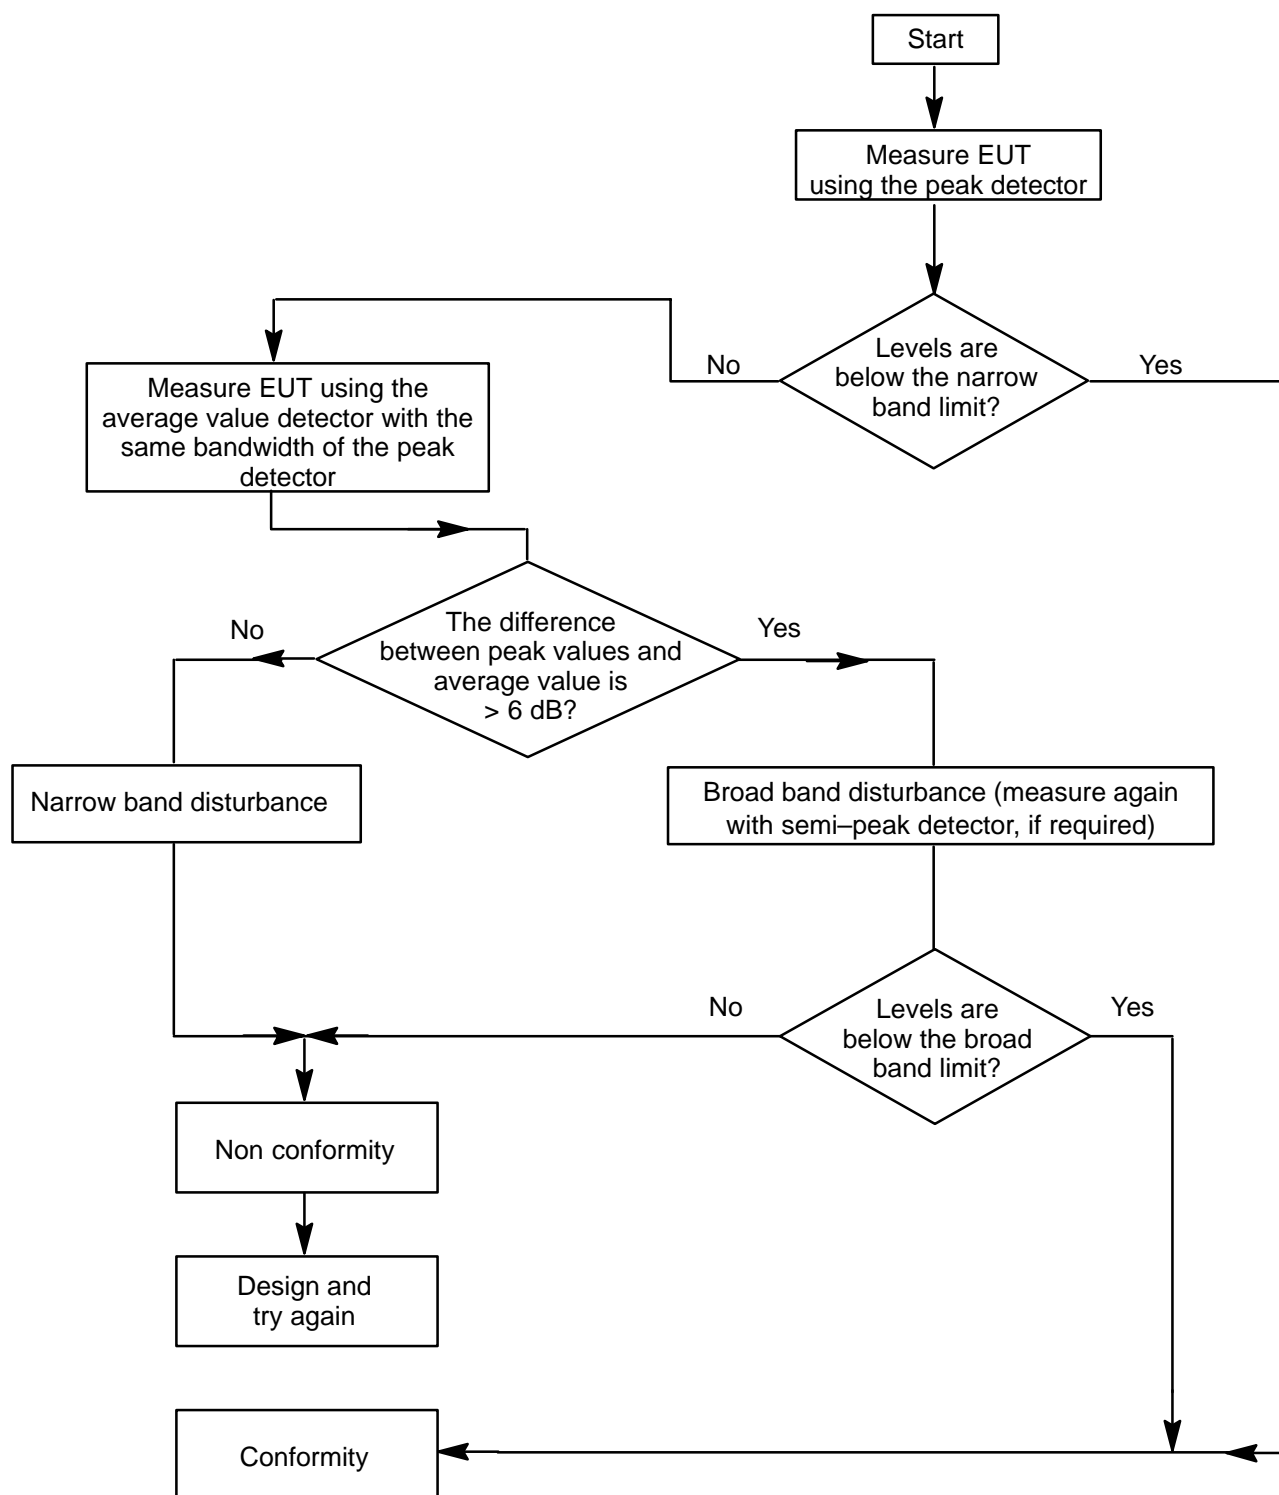 Start
Measure EUT
using the peak detector
Levels are
below the narrow
band limit?
No
Yes
Measure EUT using the
average value detector with the
same bandwidth of the peak
detector
The difference
between peak values and
average value is
> 6 dB?
No
Yes
Narrow band disturbance
Broad band disturbance (measure again
with semi–peak detector, if required)
Levels are
below the broad
band limit?
No
Yes
Non conformity
Design and
try again
Conformity